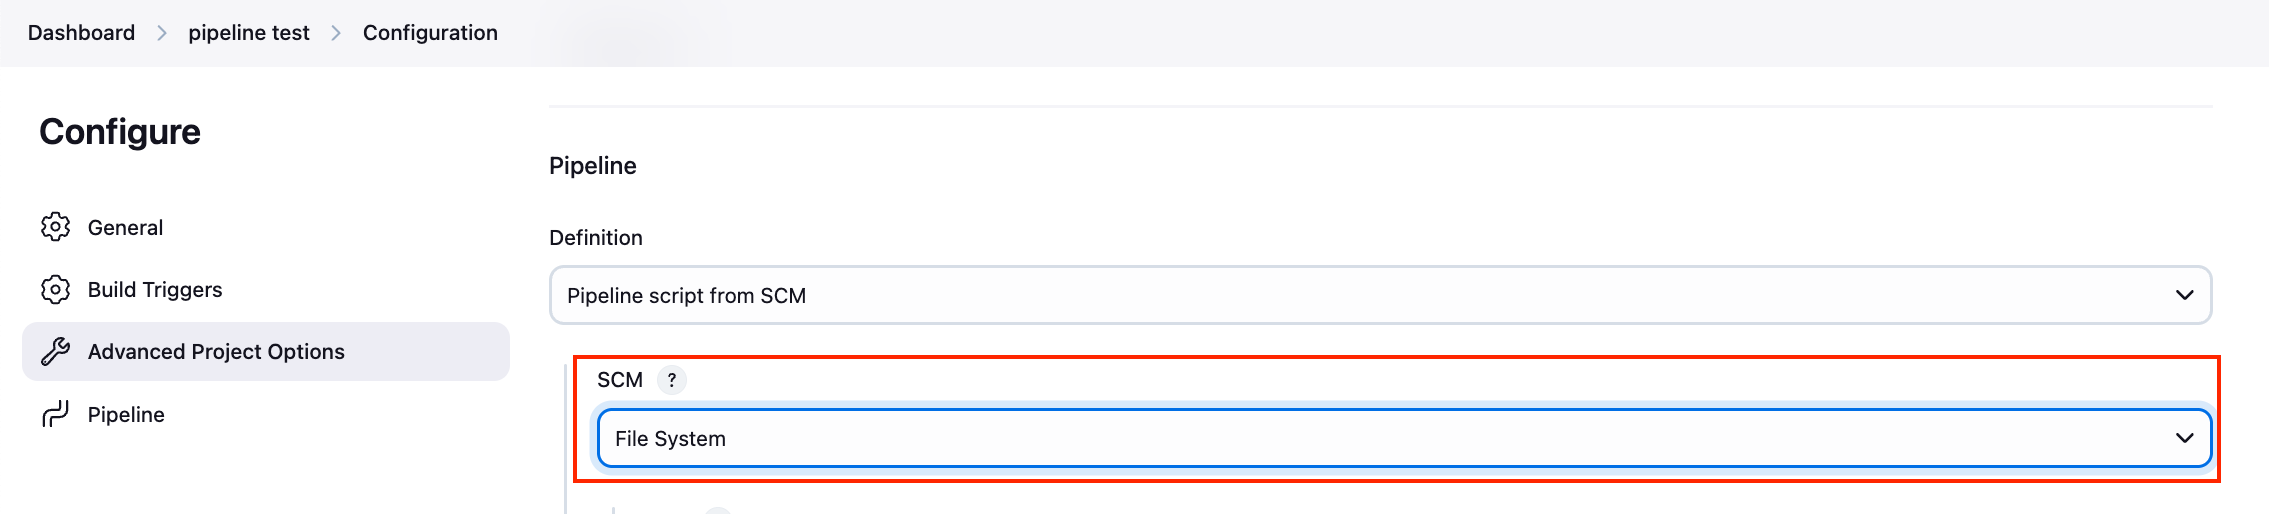 Dashboard > pipeline test > Configuration
Configure
General
Build Triggers
Advanced Project Options
Pipeline
Pipeline
Definition
Pipeline script from SCM
SCM ?
File System